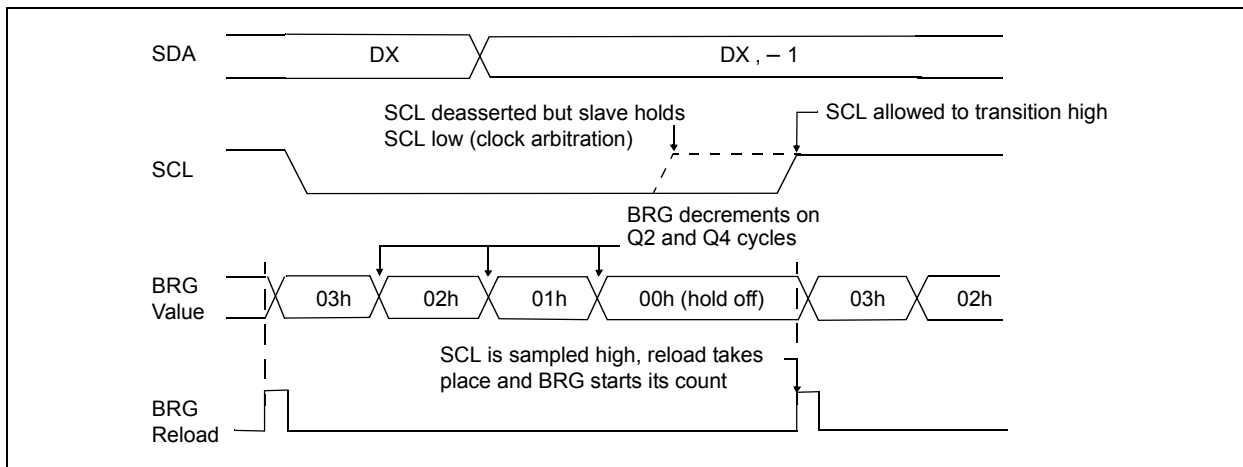 SDA
DX
DX , – 1
SCL deasserted but slave holds
SCL low (clock arbitration)
SCL allowed to transition high
SCL
BRG decrements on
Q2 and Q4 cycles
BRG
Value
03h
02h
01h
00h (hold off)
03h
02h
SCL is sampled high, reload takes
place and BRG starts its count
BRG
Reload